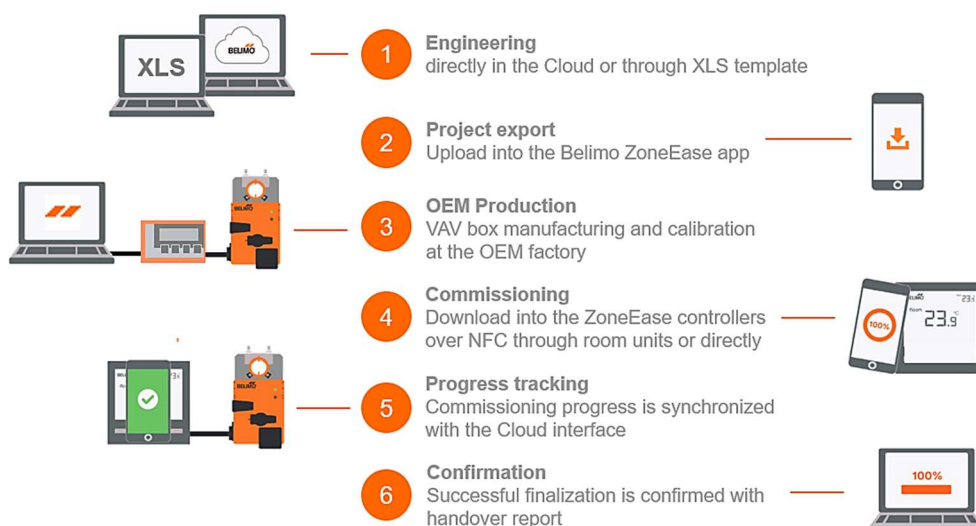 XLS
BELIMO
1
Engineering
directly in the Cloud or through XLS template
2
Project export
Upload into the Belimo ZoneEase app
BELIMO
3
OEM Production
VAV box manufacturing and calibration
at the OEM factory
4
Commissioning
Download into the ZoneEase controllers
over NFC through room units or directly
100%
BELIMO
Room
23.9
5
Progress tracking
Commissioning progress is synchronized
with the Cloud interface
BELIMO
6
Confirmation
Successful finalization is confirmed with
handover report
100%